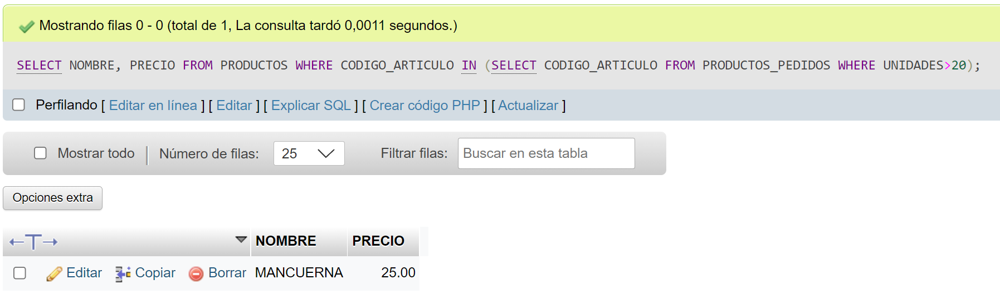 Mostrando filas 0 - 0 (total de 1, La consulta tardó 0,0011 segundos.)
SELECT NOMBRE, PRECIO FROM PRODUCTOS WHERE CODIGO_ARTICULO IN (SELECT CODIGO_ARTICULO FROM PRODUCTOS_PEDIDOS WHERE UNIDADES>20);
Perfilando [ Editar en línea ] [ Editar ] [ Explicar SQL ] [ Crear código PHP ] [ Actualizar ]
Mostrar todo Número de filas: 25 Filtrar filas: Buscar en esta tabla
Opciones extra
←T→ NOMBRE PRECIO
Editar Copiar Borrar MANCUERNA 25.00